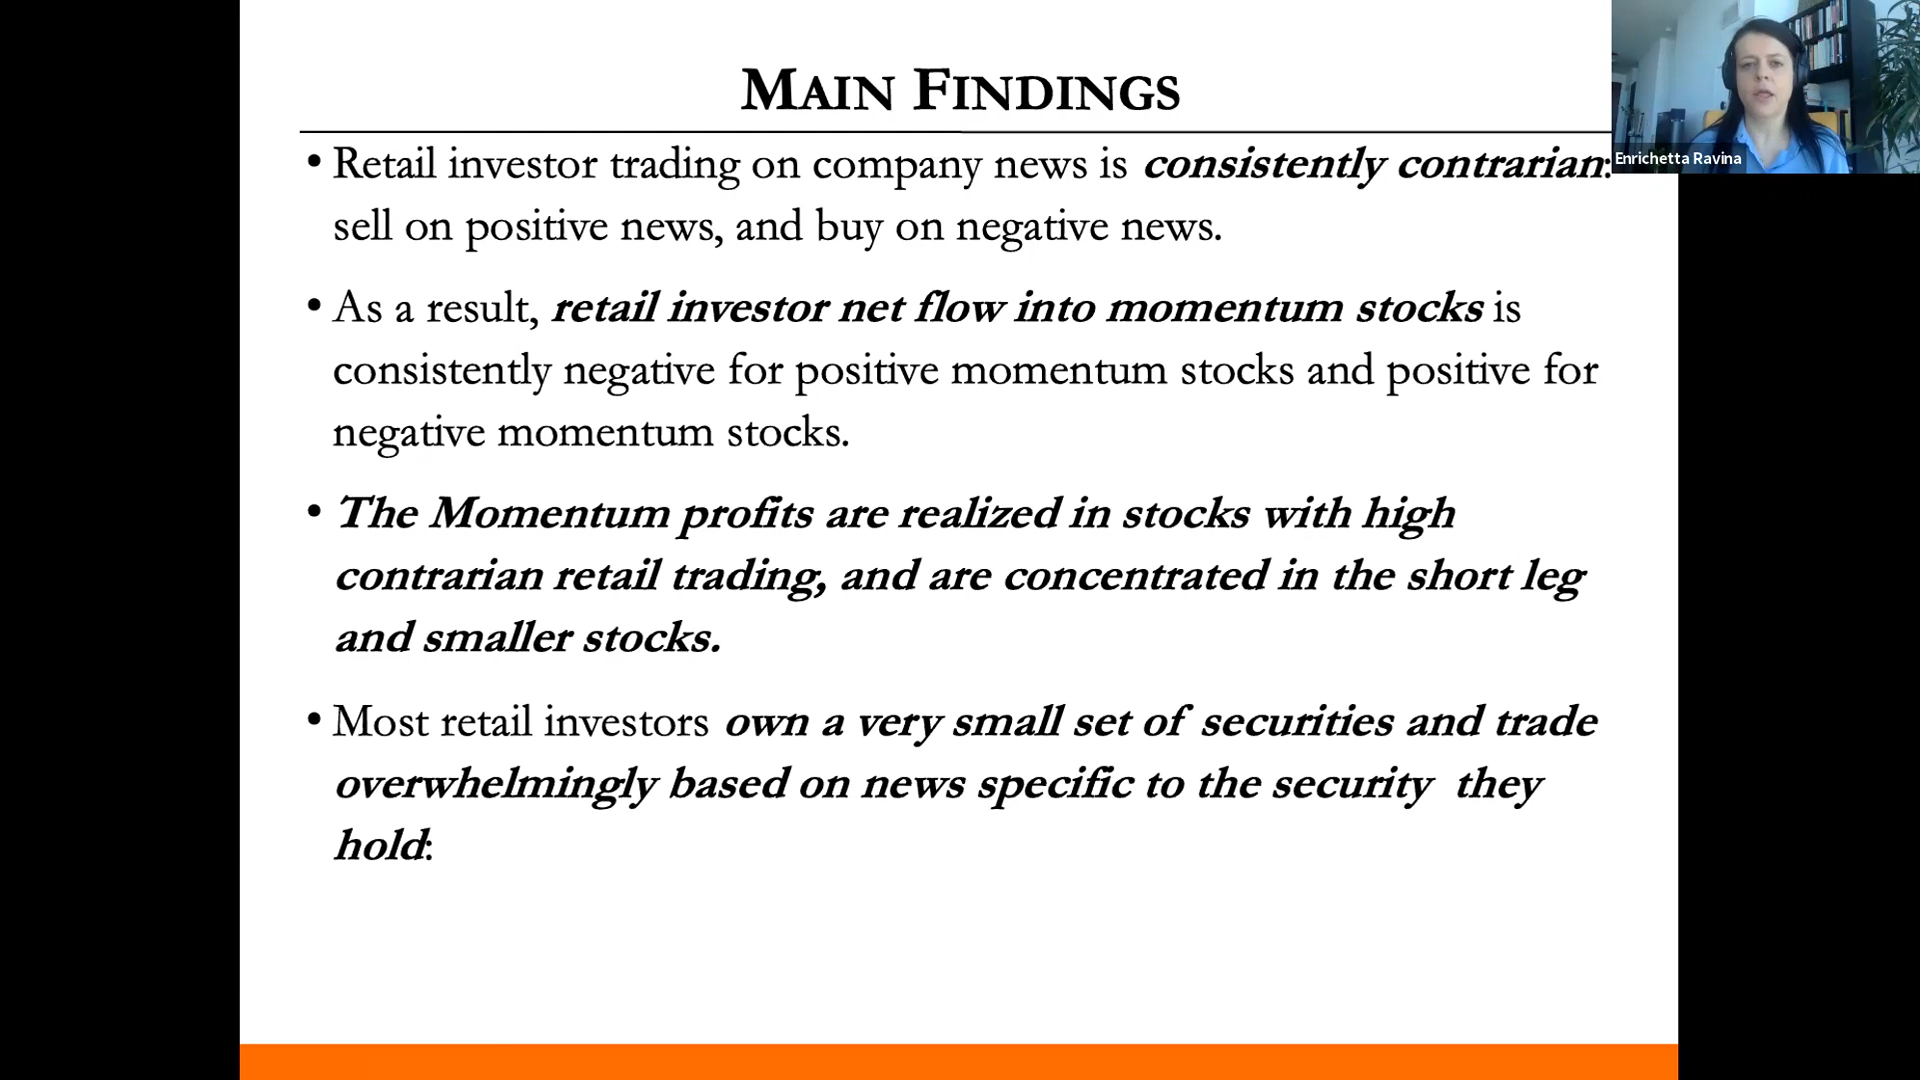 MAIN FINDINGS
• Retail investor trading on company news is consistently contrarian:
sell on positive news, and buy on negative news.
• As a result, retail investor net flow into momentum stocks is
consistently negative for positive momentum stocks and positive for
negative momentum stocks.
• The Momentum profits are realized in stocks with high
contrarian retail trading, and are concentrated in the short leg
and smaller stocks.
• Most retail investors own a very small set of securities and trade
overwhelmingly based on news specific to the security they
hold:
Enrichetta Ravina